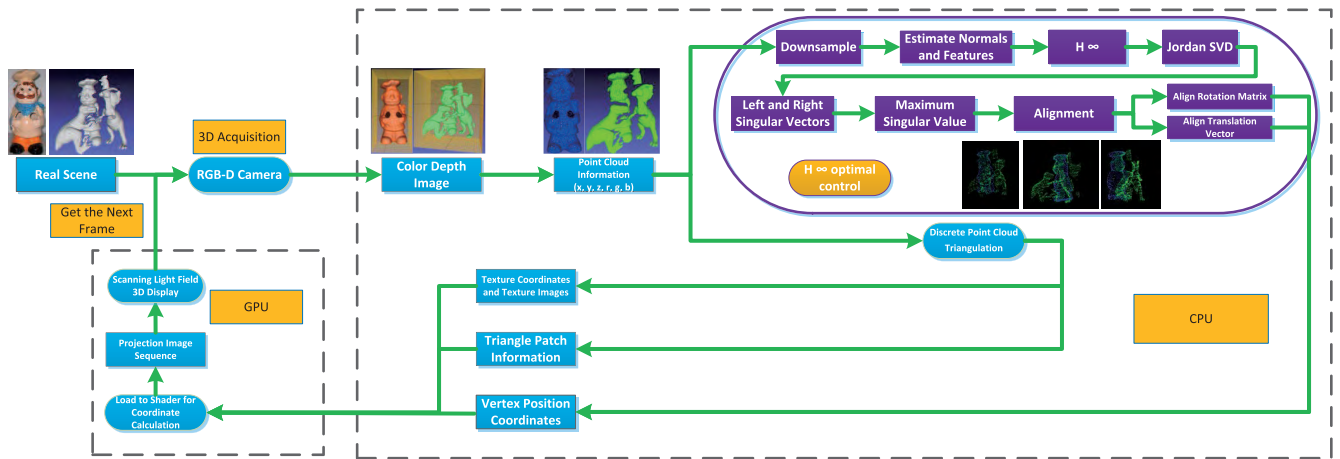 Real Scene
3D Acquisition
RGB-D Camera
Get the Next
Frame
Color Depth
Image
Point Cloud
Information
(x, y, z, r, g, b)
Downsample
Estimate Normals
and Features
H ∞
Jordan SVD
Left and Right
Singular Vectors
Maximum
Singular Value
Alignment
Align Rotation Matrix
Align Translation
Vector
H ∞ optimal
control
Discrete Point Cloud
Triangulation
Texture Coordinates
and Texture Images
Triangle Patch
Information
Vertex Position
Coordinates
CPU
Scanning Light Field
3D Display
GPU
Projection Image
Sequence
Load to Shader for
Coordinate
Calculation